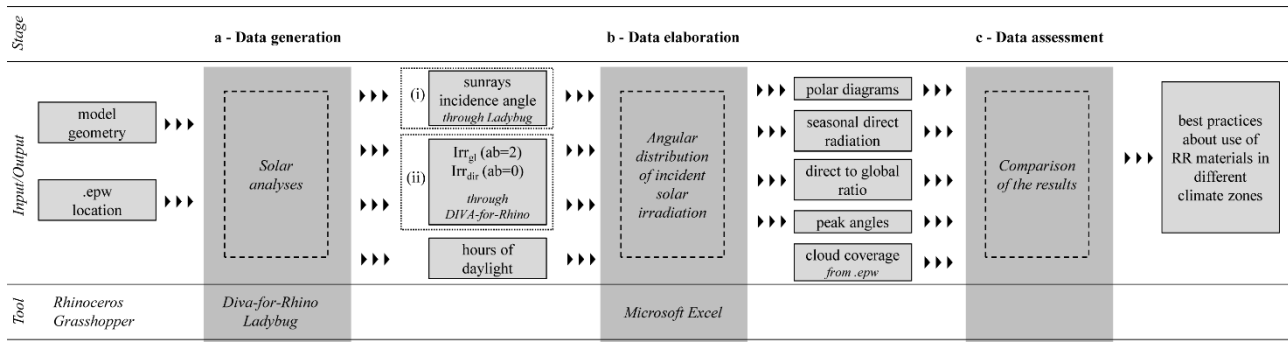 Stage
a - Data generation
b - Data elaboration
c - Data assessment
Input/Output
model
geometry
.epw
location
Solar
analyses
(i)
sunrays
incidence angle
through Ladybug
(ii)
Irrgl (ab=2)
Irrdir (ab=0)
through
DIVA-for-Rhino
hours of
daylight
Angular
distribution
of incident
solar
irradiation
polar diagrams
seasonal direct
radiation
direct to global
ratio
peak angles
cloud coverage
from .epw
Comparison
of the results
best practices
about use of
RR materials in
different
climate zones
Tool
Rhinoceros
Grasshopper
Diva-for-Rhino
Ladybug
Microsoft Excel